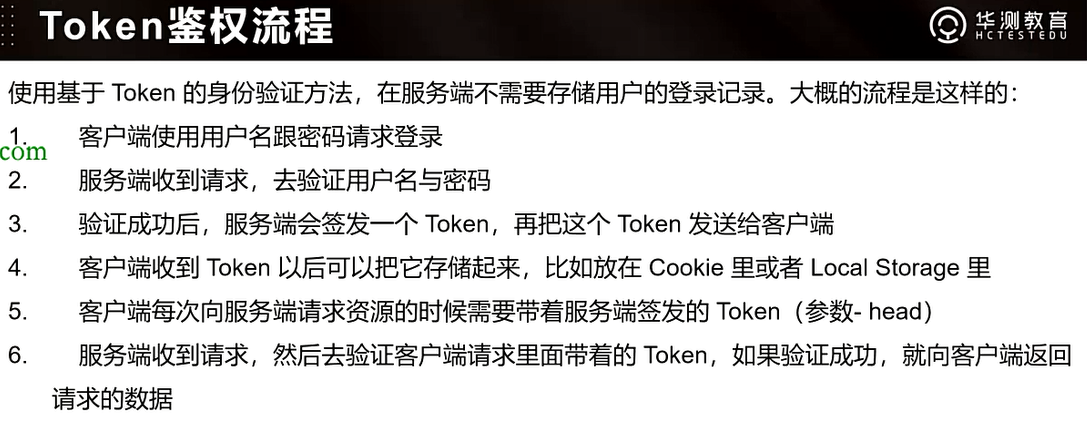 Token鉴权流程
华测教育
HCTESTEDU
使用基于 Token 的身份验证方法，在服务端不需要存储用户的登录记录。大概的流程是这样的：
1. 客户端使用用户名跟密码请求登录
com
2. 服务端收到请求，去验证用户名与密码
3. 验证成功后，服务端会签发一个 Token，再把这个 Token 发送给客户端
4. 客户端收到 Token 以后可以把它存储起来，比如放在 Cookie 里或者 Local Storage 里
5. 客户端每次向服务端请求资源的时候需要带着服务端签发的 Token（参数- head）
6. 服务端收到请求，然后去验证客户端请求里面带着的 Token，如果验证成功，就向客户端返回
请求的数据